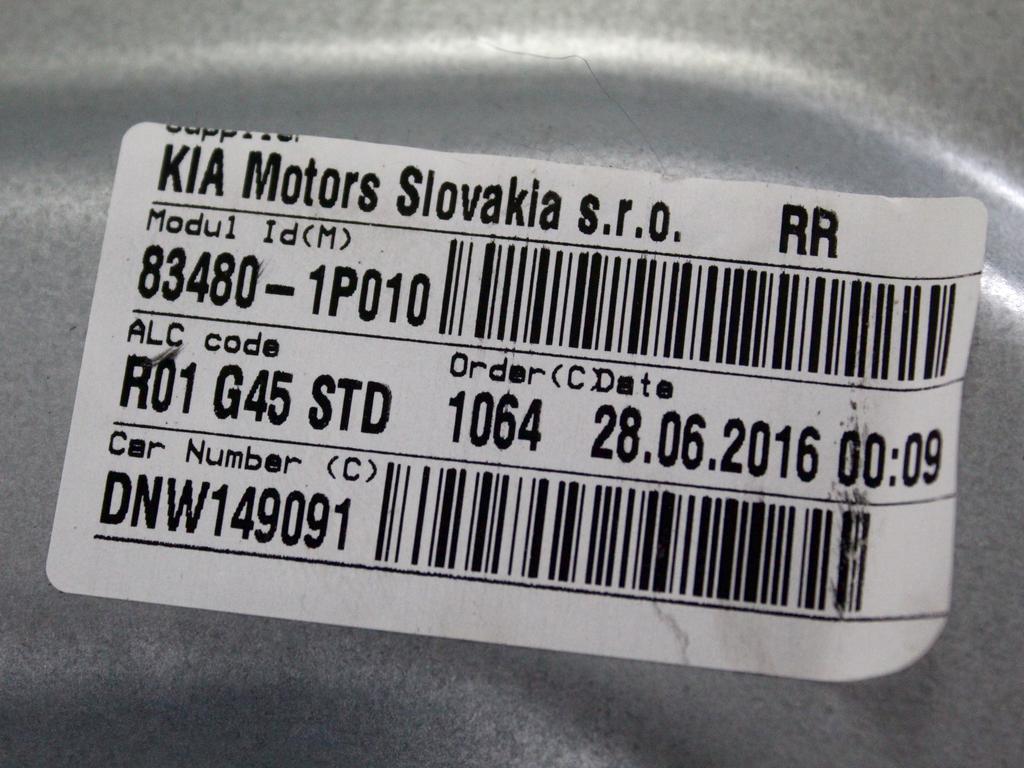 Supplier
KIA Motors Slovakia s.r.o. RR
Modul Id(M)
83480-1P010
ALC code Order(C)Date
R01 G45 STD 1064 28.06.2016 00:09
Car Number (C)
DNW149091